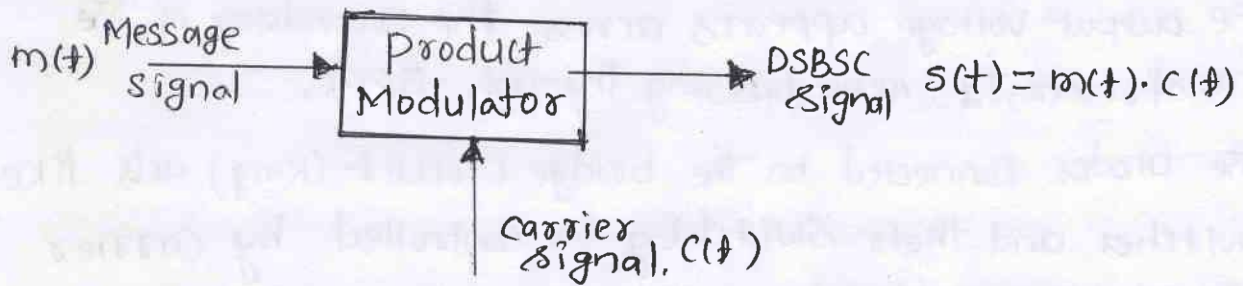 m(t) Message signal
Product Modulator
DSBSC signal
s(t) = m(t). c(t)
carrier signal, c(t)